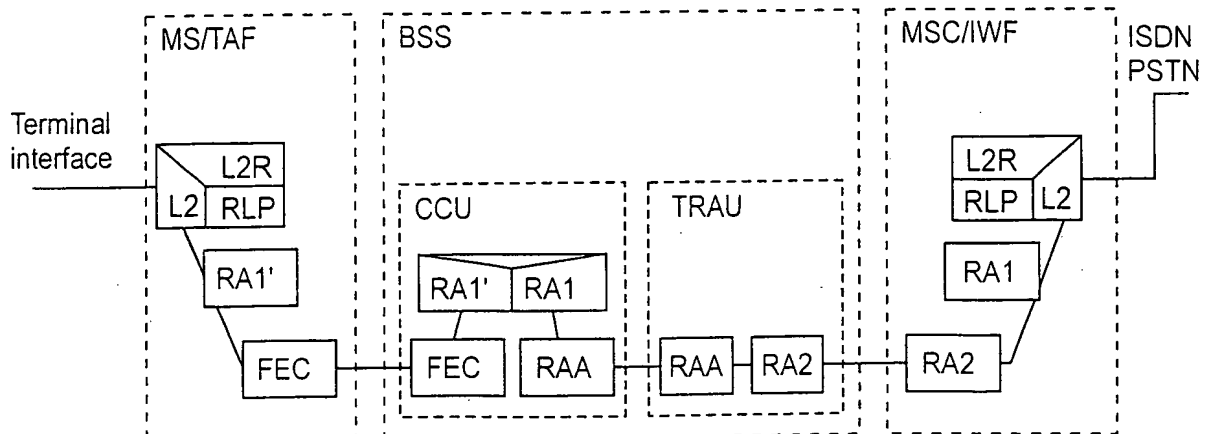 MS/TAF
BSS
MSC/IWF
ISDN
PSTN
Terminal
interface
L2R
L2 RLP
RA1'
FEC
CCU
RA1' RA1
FEC
RAA
TRAU
RAA
RA2
L2R
RLP L2
RA1
RA2